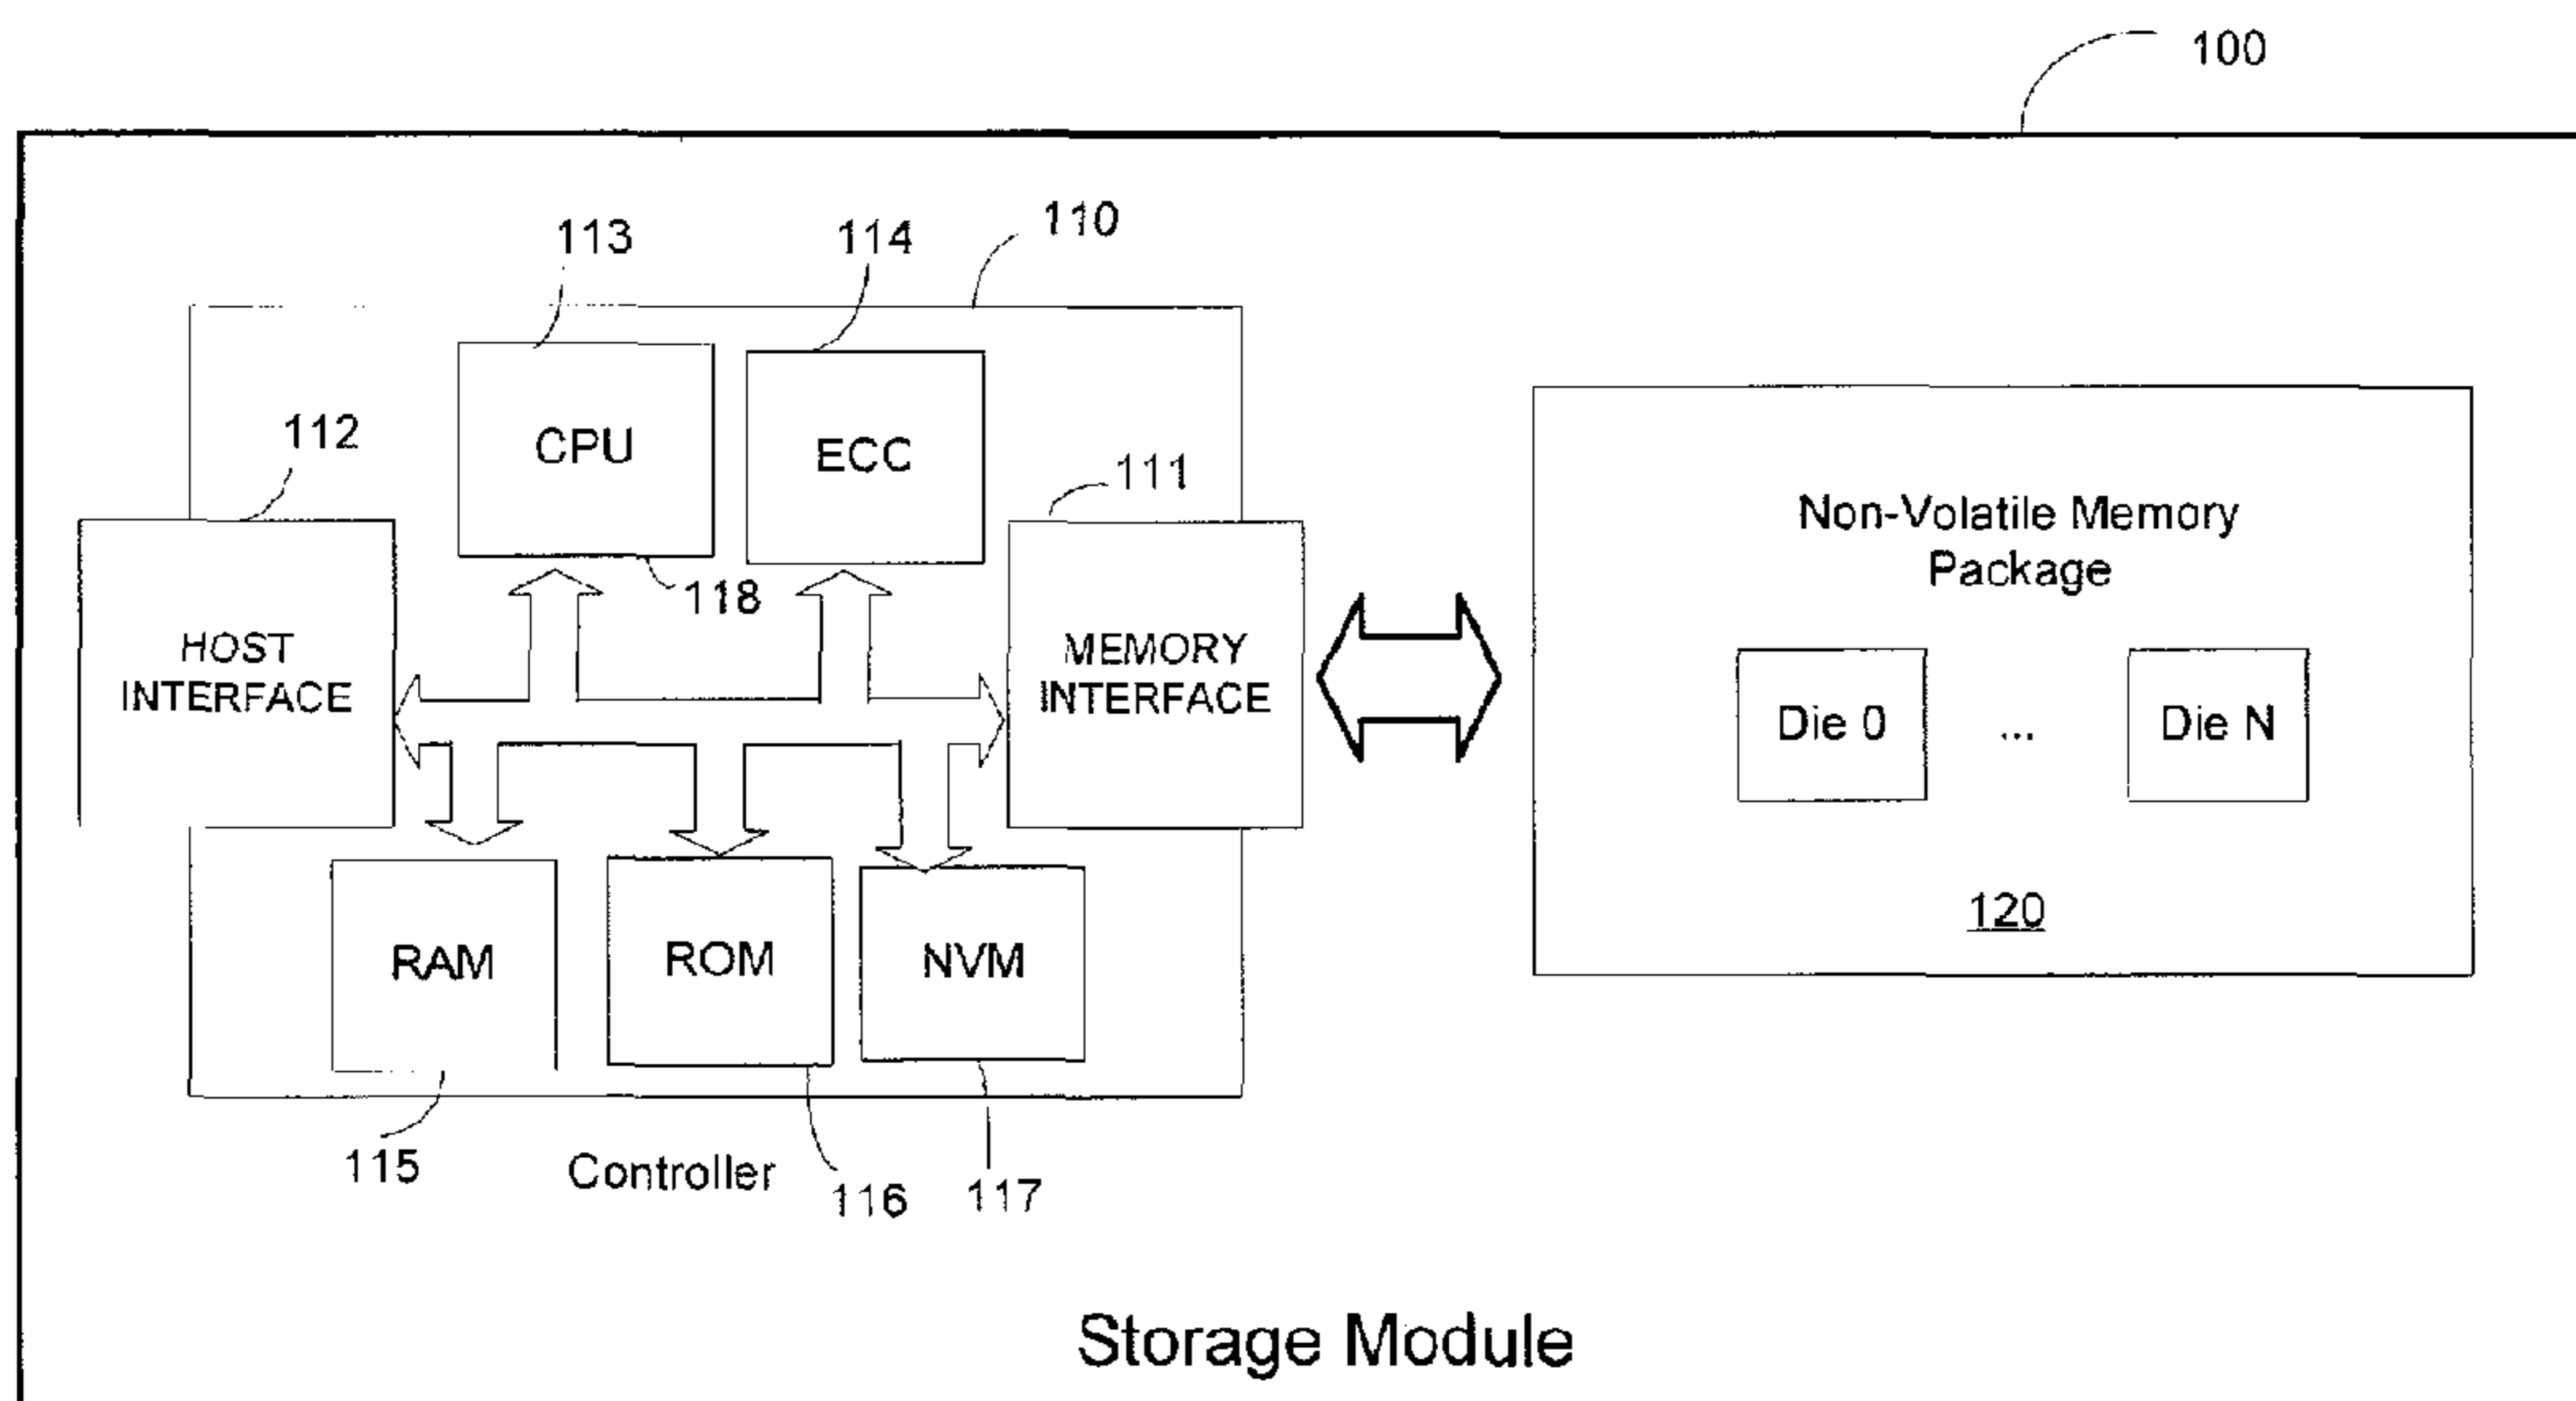 100
110
113
114
112
111
CPU
ECC
118
HOST
INTERFACE
MEMORY
INTERFACE
Non-Volatile Memory
Package
Die 0
...
Die N
120
RAM
ROM
NVM
115
Controller
116
117
Storage Module